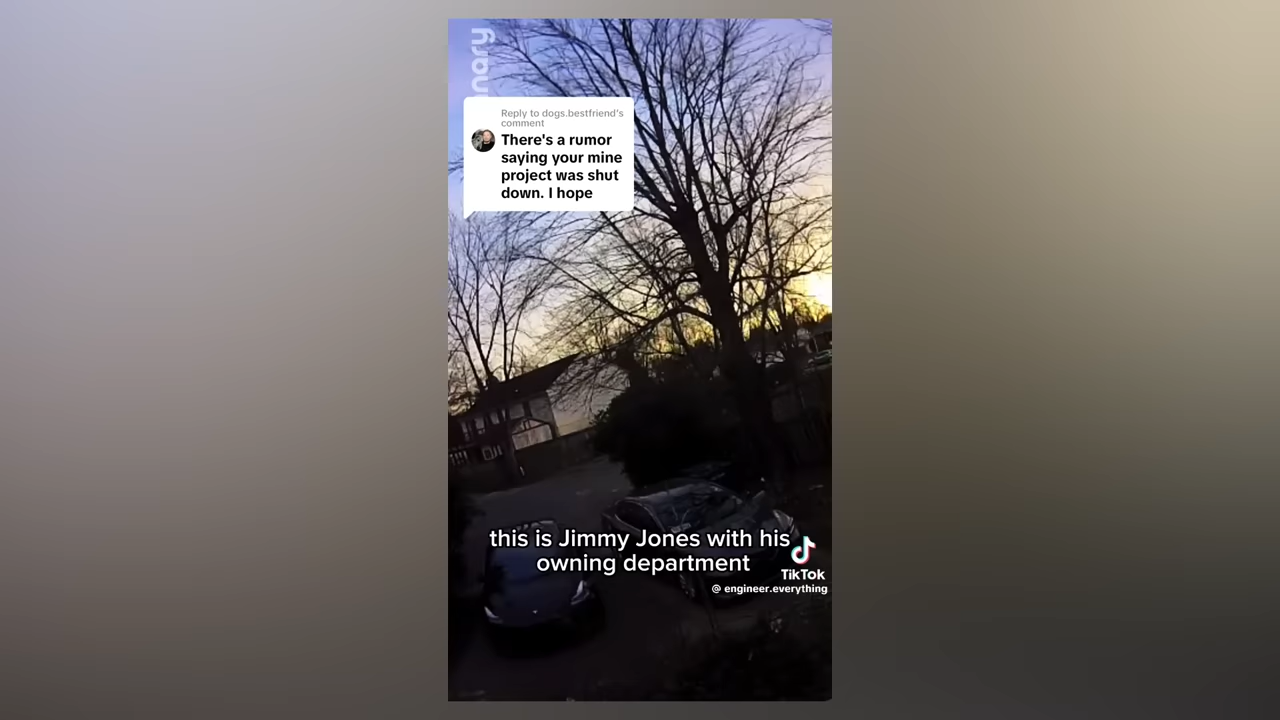 nary
Reply to dogs.bestfriend's
comment
There's a rumor
saying your mine
project was shut
down. I hope
this is Jimmy Jones with his
owning department
TikTok
@ engineer.everything